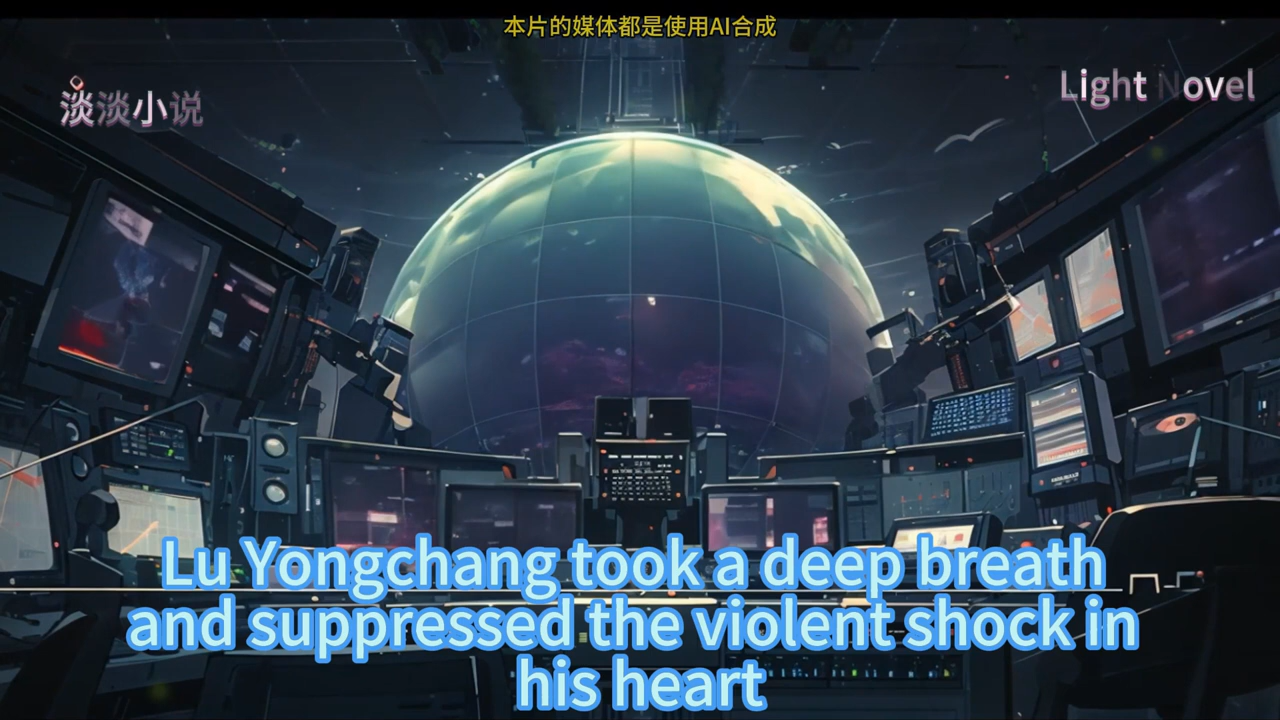 本片的媒体都是使用AI合成
淡淡小说
Light Novel
Lu Yongchang took a deep breath
and suppressed the violent shock in
his heart